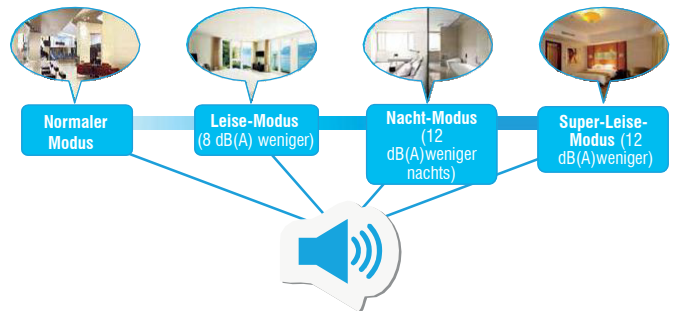 Normaler
Modus
Leise-Modus
(8 dB(A) weniger)
Nacht-Modus
(12
dB(A)weniger
nachts)
Super-Leise-
Modus (12
dB(A)weniger)